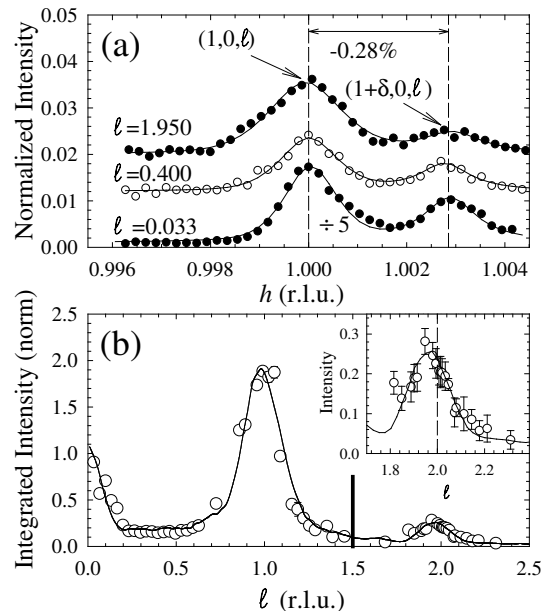 (a)
(1,0,ℓ)
-0.28%
(1+δ,0,ℓ)
ℓ=1.950
ℓ=0.400
ℓ=0.033
÷5
Normalized Intensity
0.05
0.04
0.03
0.02
0.01
0.00
0.996 0.998 1.000 1.002 1.004
h (r.l.u.)
(b)
Integrated Intensity (norm)
2.5
2.0
1.5
1.0
0.5
0.0
0.0 0.5 1.0 1.5 2.0 2.5
ℓ (r.l.u.)
Intensity
0.3
0.2
0.1
0.0
1.8 2.0 2.2
ℓ